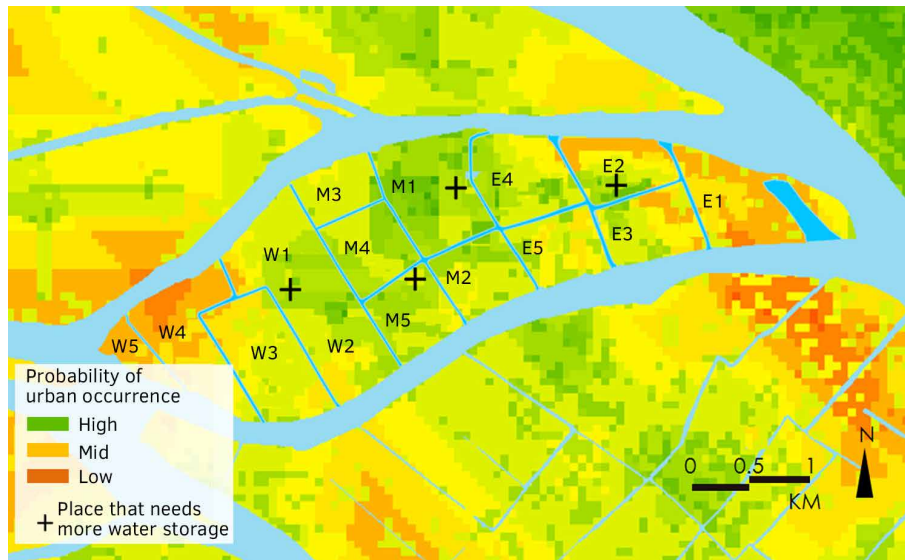 E2
M1
E4
M3
E1
E3
W1
M4
E5
M2
M5
W4
W5
W3
W2
Probability of
urban occurrence
High
Mid
Low
Place that needs
more water storage
N
0 0.5 1
KM